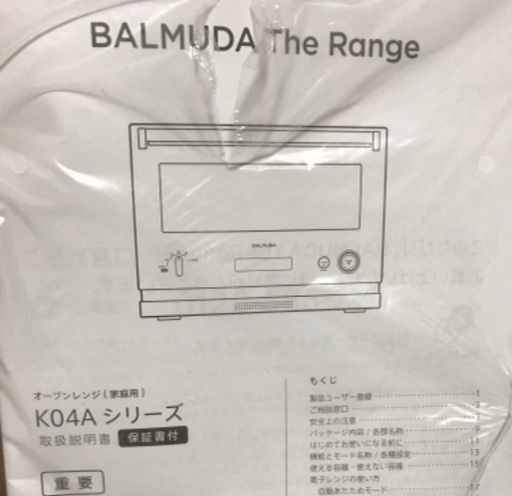 BALMUDA The Range
BALMUDA
オーブンレンジ(家庭用)
K04A シリーズ
取扱説明書 保証書付
重要
もくじ
製品ユーザー登録 1
ご相談窓口
安全上の注意
パッケージ内容/各部名称 9
はじめてお使いになる前に 11
機能とモード名称/各種設定 13
使える容器・使えない容器 15
電子レンジの使い方
自動あたためモード 17